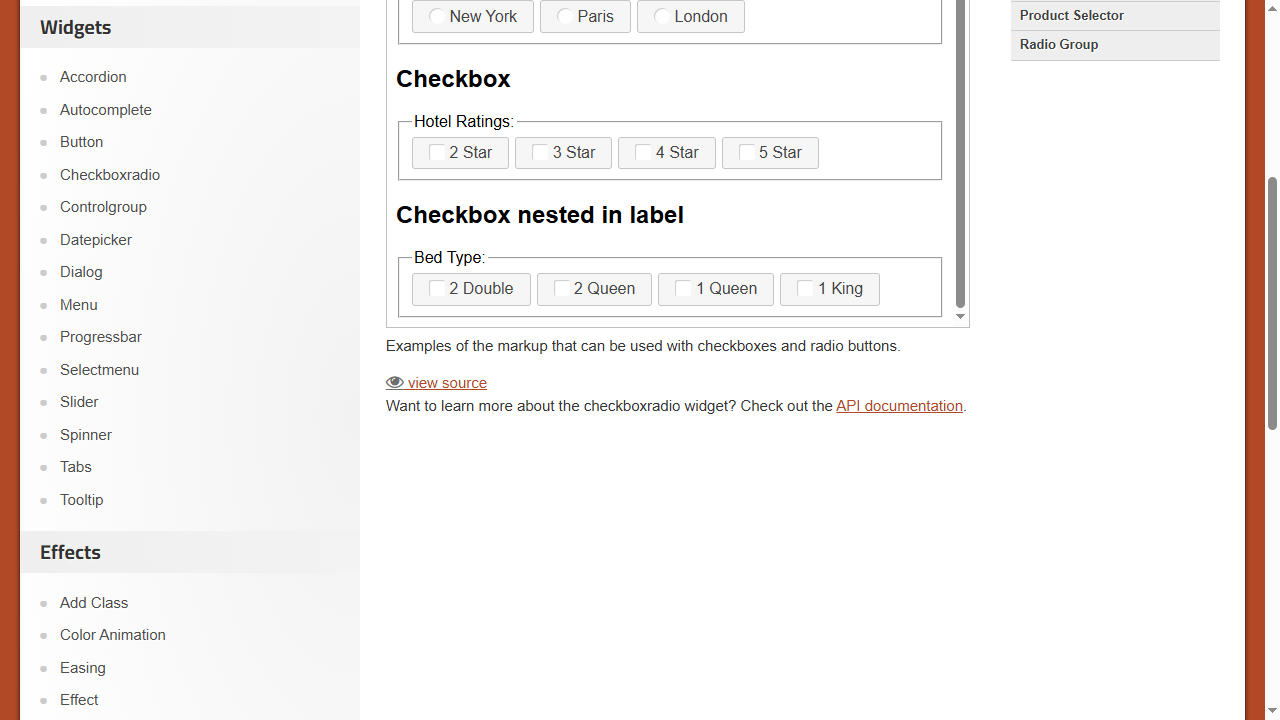 Widgets
Accordion
Autocomplete
Button
Checkboxradio
Controlgroup
Datepicker
Dialog
Menu
Progressbar
Selectmenu
Slider
Spinner
Tabs
Tooltip
Effects
Add Class
Color Animation
Easing
Effect
New York Paris London
Checkbox
Hotel Ratings:
2 Star 3 Star 4 Star 5 Star
Checkbox nested in label
Bed Type:
2 Double 2 Queen 1 Queen 1 King
Examples of the markup that can be used with checkboxes and radio buttons.
view source
Want to learn more about the checkboxradio widget? Check out the API documentation.
Product Selector
Radio Group